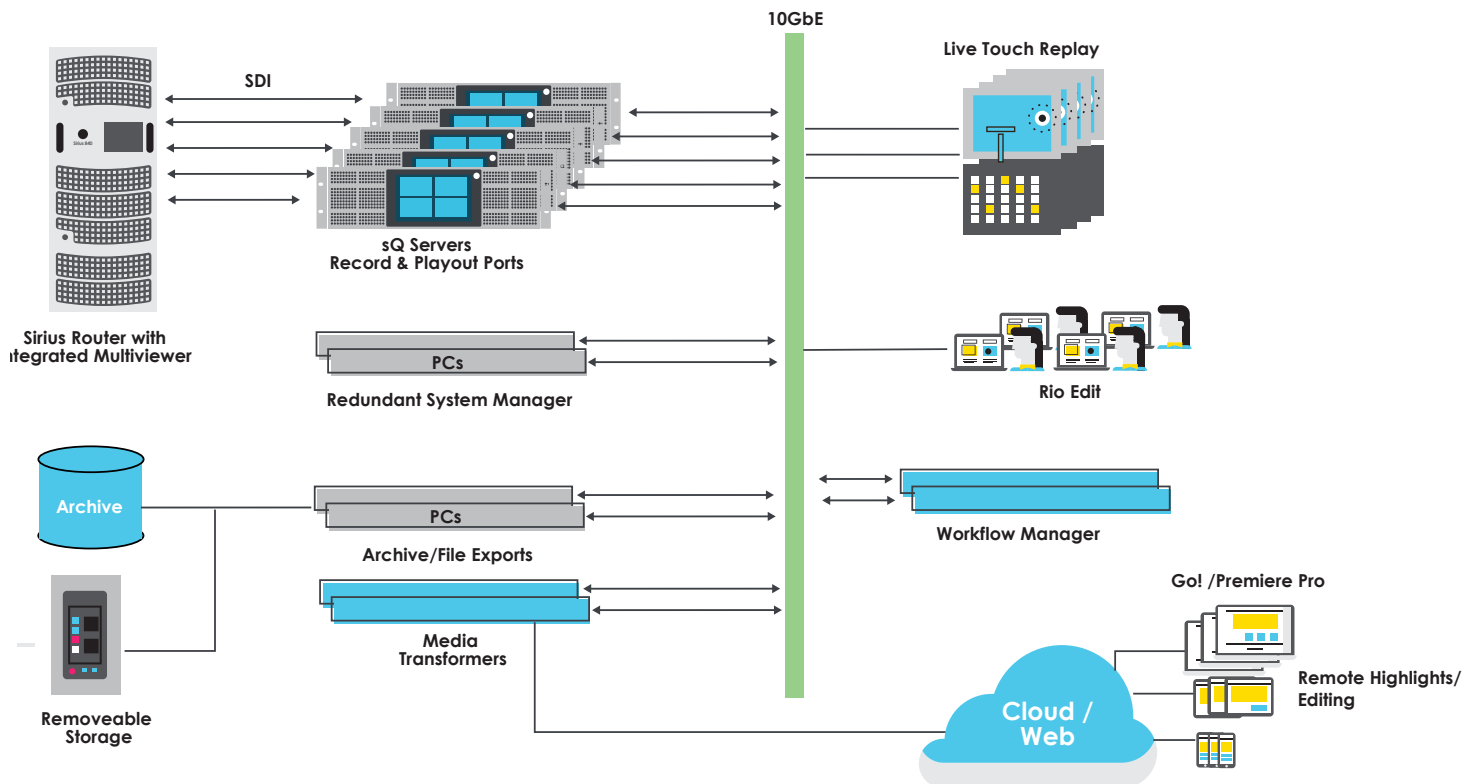 10GbE
Live Touch Replay
SDI
Sirius 840
sQ Servers
Record & Playout Ports
Sirius Router with
ntegrated Multiviewer
PCs
Redundant System Manager
Rio Edit
Archive
PCs
Archive/File Exports
Workflow Manager
Go! /Premiere Pro
Media
Transformers
Remote Highlights/
Editing
Removeable
Storage
Cloud /
Web